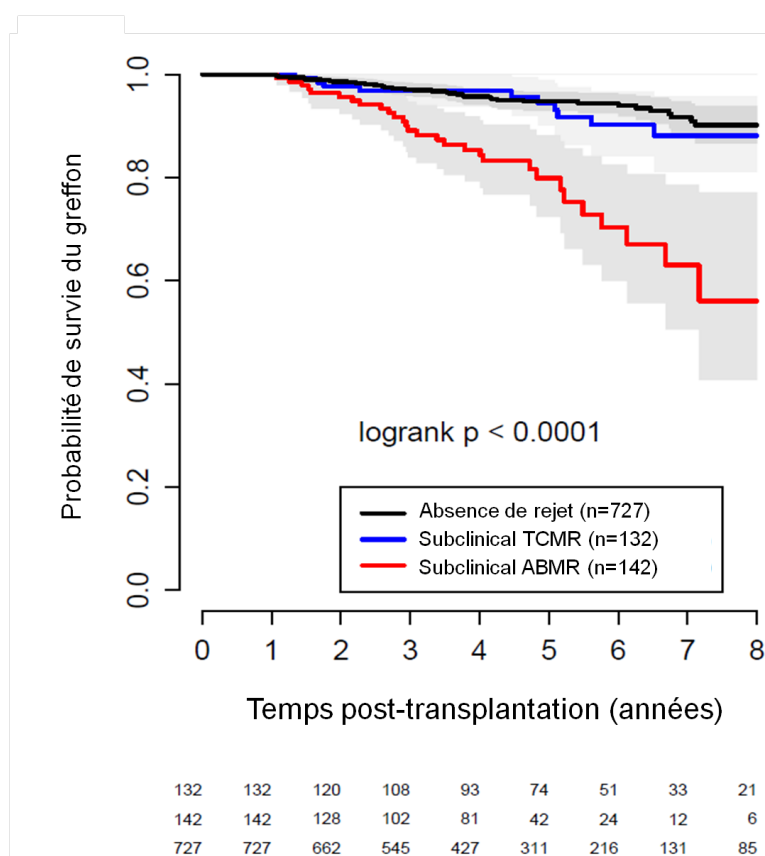 Probabilité de survie du greffon
1.0
0.8
0.6
0.4
0.2
0.0
logrank p < 0.0001
Absence de rejet (n=727)
Subclinical TCMR (n=132)
Subclinical ABMR (n=142)
0 1 2 3 4 5 6 7 8
Temps post-transplantation (années)
132 132 120 108 93 74 51 33 21
142 142 128 102 81 42 24 12 6
727 727 662 545 427 311 216 131 85